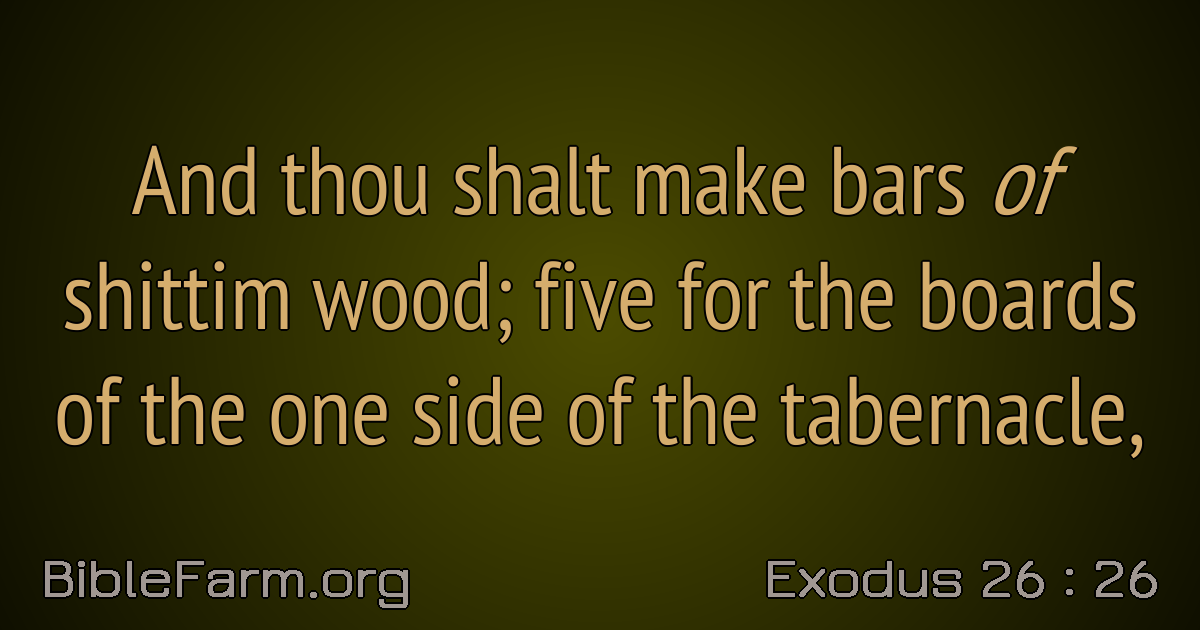 And thou shalt make bars of
shittim wood; five for the boards
of the one side of the tabernacle,
BibleFarm.org
Exodus 26 : 26